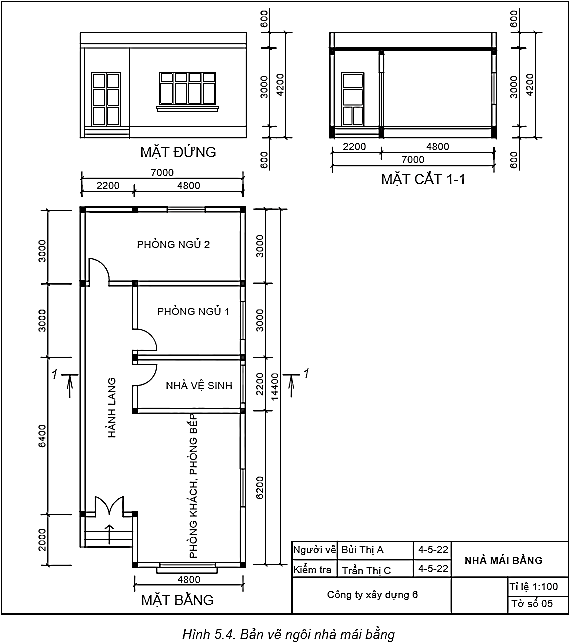 600
3000
4200
600
MẶT ĐỨNG
600
3000
4200
600
2200 4800
7000
MẶT CẮT 1-1
7000
2200 4800
3000
PHÒNG NGỦ 2
3000
3000
PHÒNG NGỦ 1
3000
1
NHÀ VỆ SINH
2200
14400
1
6400
HÀNH LANG
PHÒNG KHÁCH, PHÒNG BẾP
6200
2000
4800
MẶT BẰNG
Người vẽ Bùi Thị A 4-5-22
NHÀ MÁI BẰNG
Kiểm tra Trần Thị C 4-5-22
Công ty xây dựng 6
Tỉ lệ 1:100
Tờ số 05
Hình 5.4. Bản vẽ ngôi nhà mái bằng